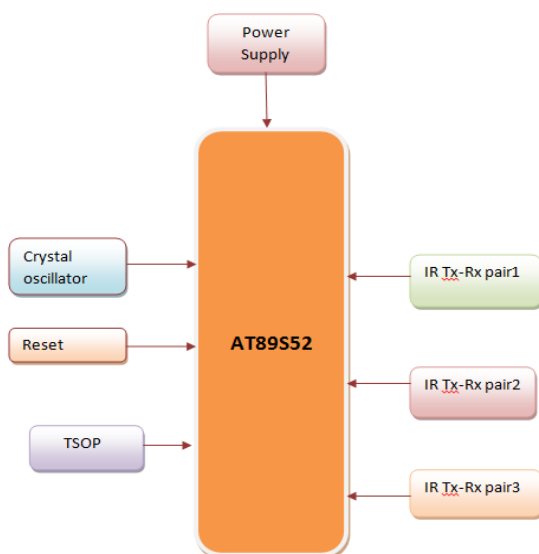 Power
Supply
Crystal
oscillator
IR Tx-Rx pair1
Reset
AT89S52
IR Tx-Rx pair2
TSOP
IR Tx-Rx pair3